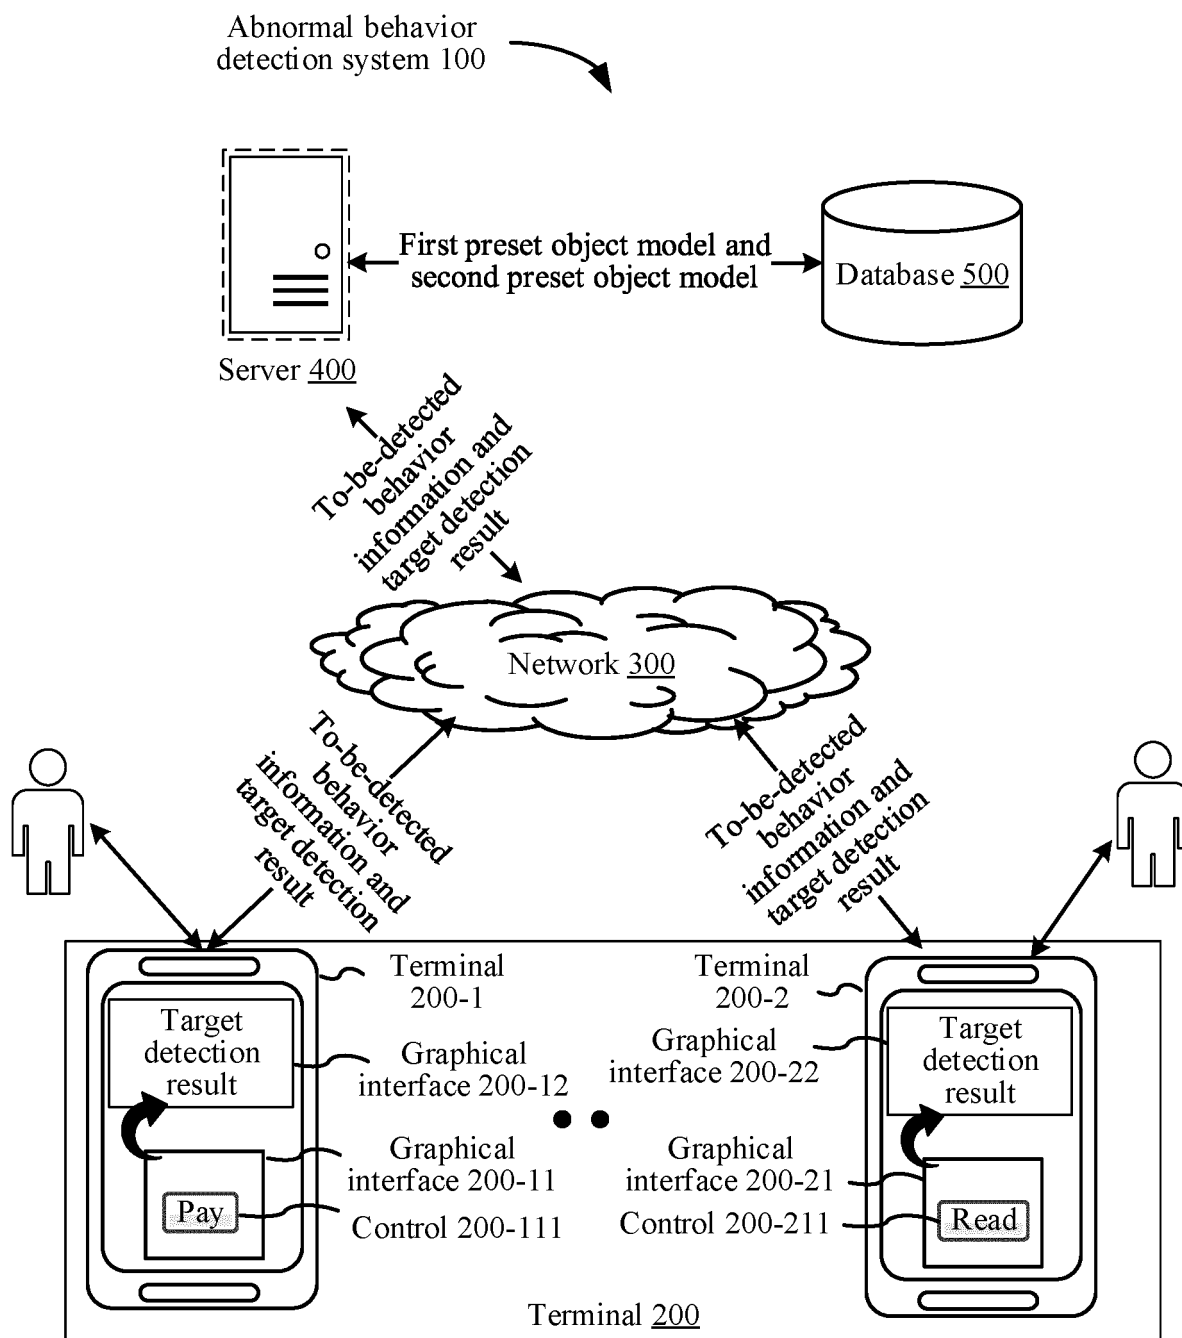 Abnormal behavior
detection system 100
First preset object model and
second preset object model
Database 500
Server 400
To-be-detected
behavior
information and
target detection
result
Network 300
To-be-detected
behavior
information and
target detection
result
To-be-detected
behavior
information and
target detection
result
Terminal
200-1
Terminal
200-2
Target
detection
result
Graphical
interface 200-12
Graphical
interface 200-22
Target
detection
result
Graphical
interface 200-11
Graphical
interface 200-21
Pay
Control 200-111
Control 200-211
Read
Terminal 200